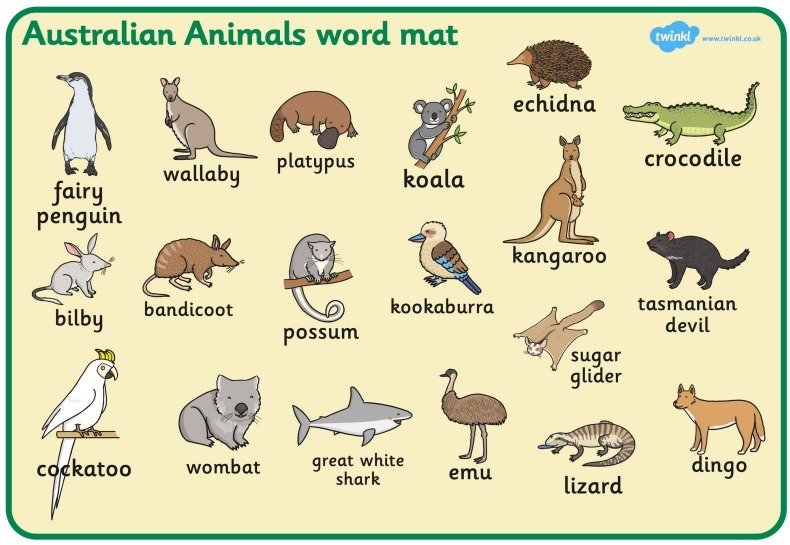 Australian Animals word mat
twinkl www.twinkl.co.uk
fairy
penguin
wallaby
platypus
koala
echidna
crocodile
bilby
bandicoot
possum
kookaburra
kangaroo
tasmanian
devil
sugar
glider
cockatoo
wombat
great white
shark
emu
lizard
dingo